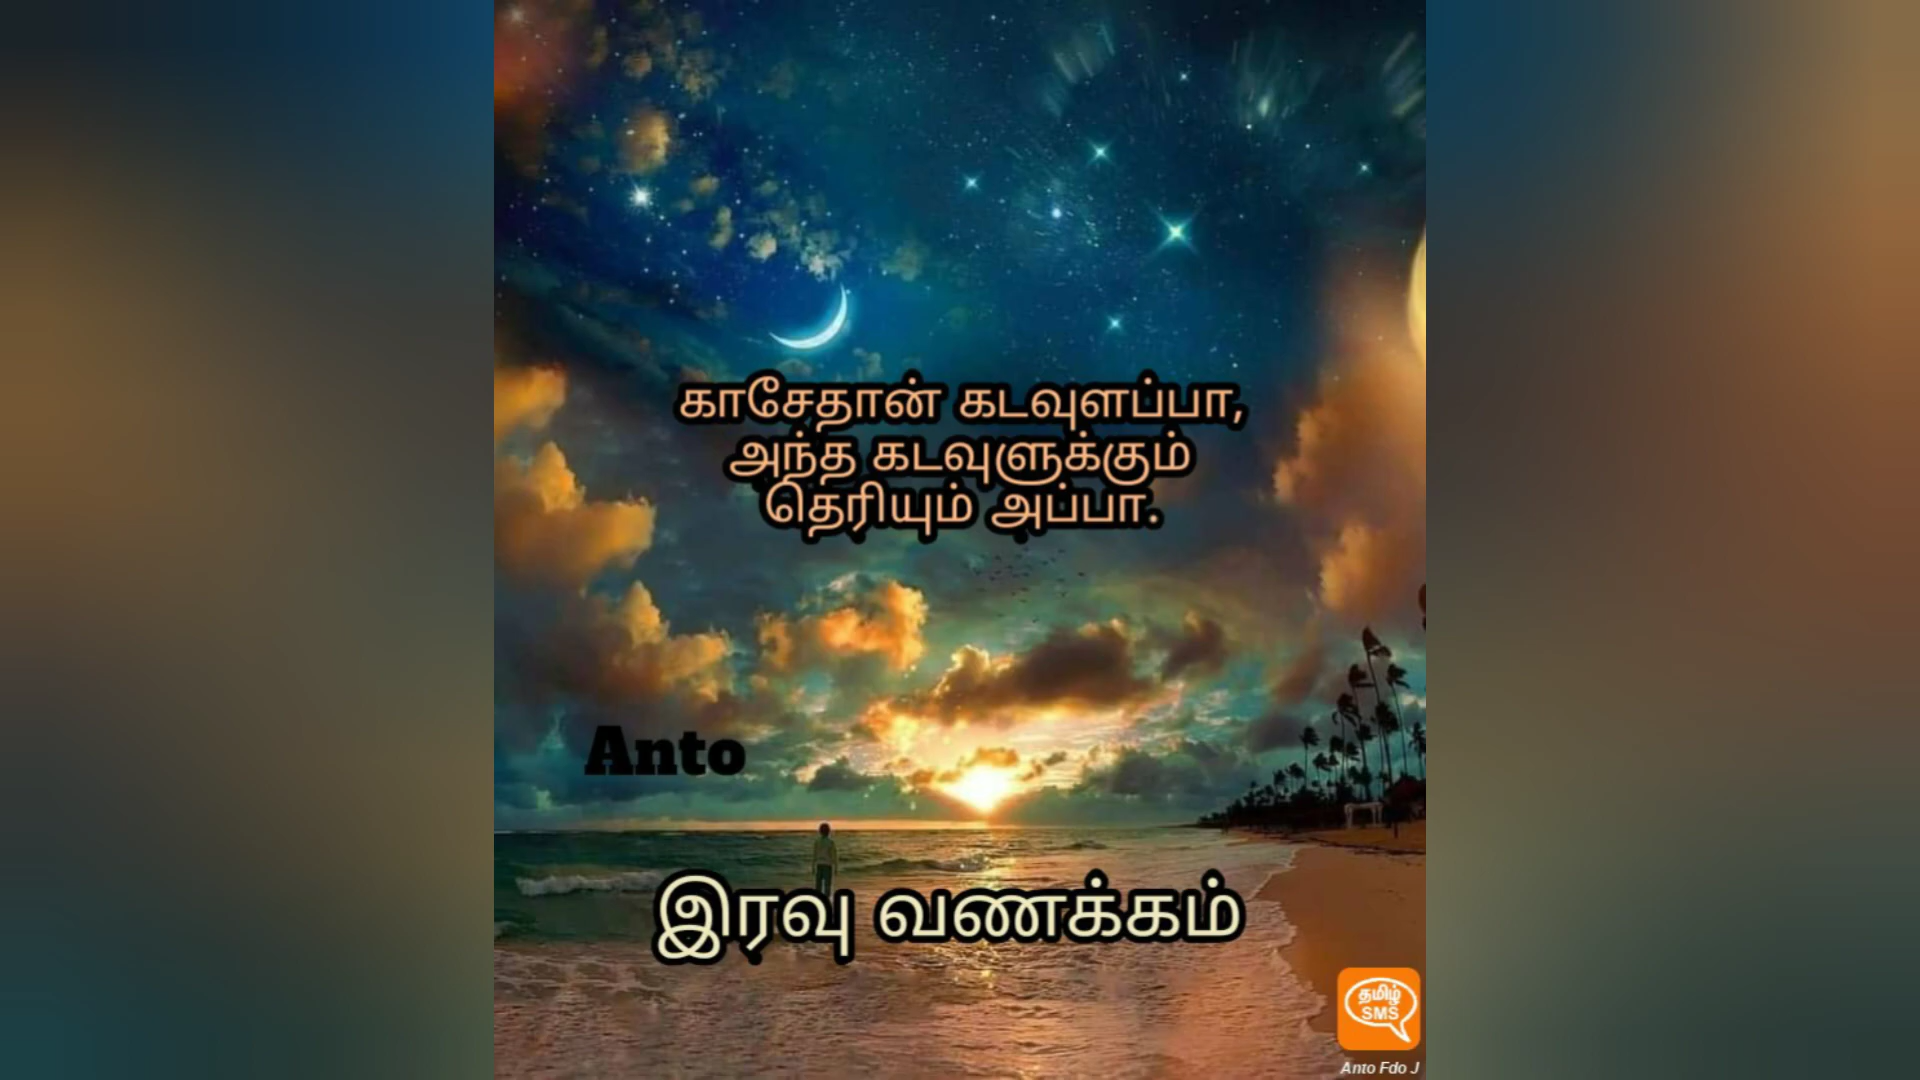 காசேதான் கடவுளப்பா,
அந்த கடவுளுக்கும்
தெரியும் அப்பா.
Anto
இரவு வணக்கம்
தமிழ்
SMS
Anto Fdo J